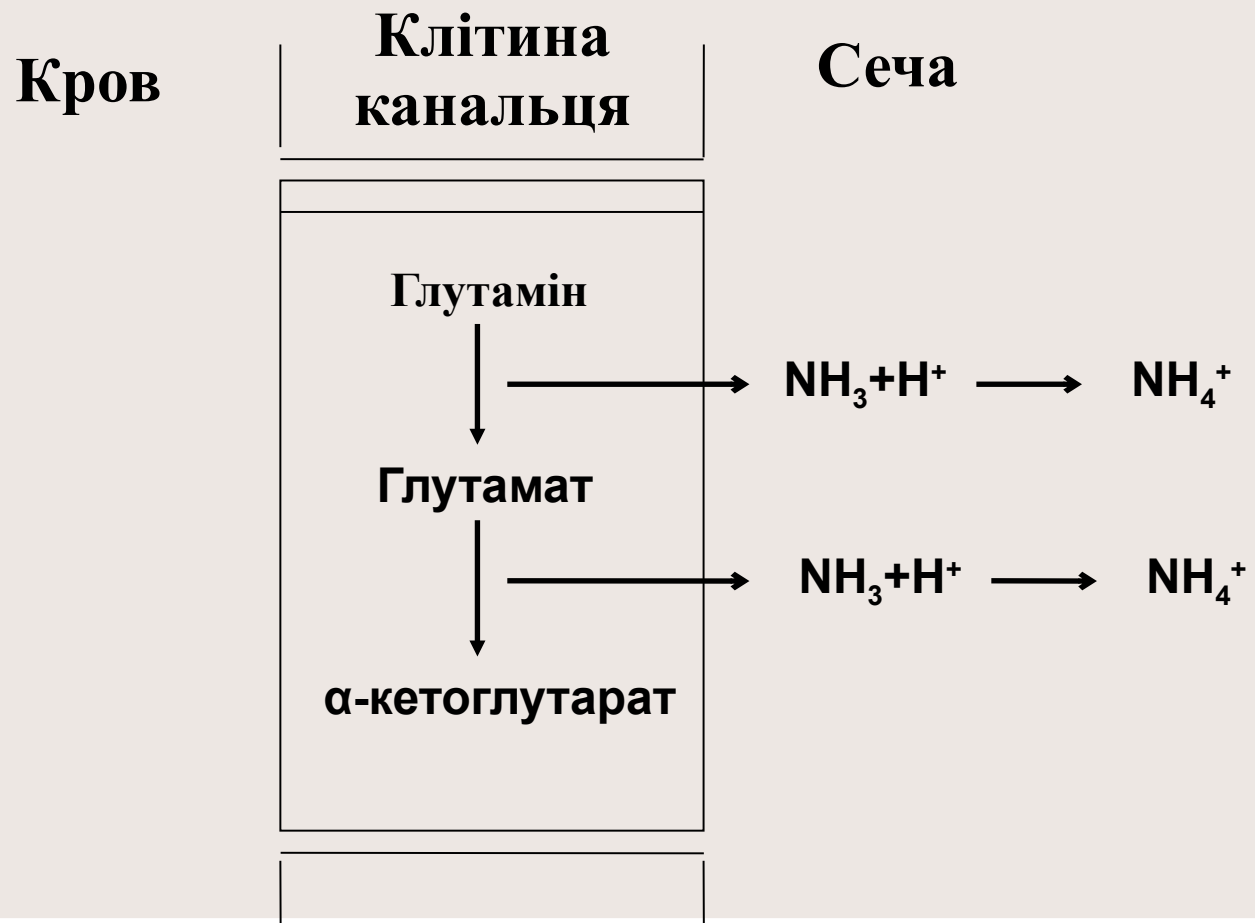 Кров
Клітина
канальця
Сеча
Глутамін
NH₃+H⁺
NH₄⁺
Глутамат
NH₃+H⁺
NH₄⁺
α-кетоглутарат